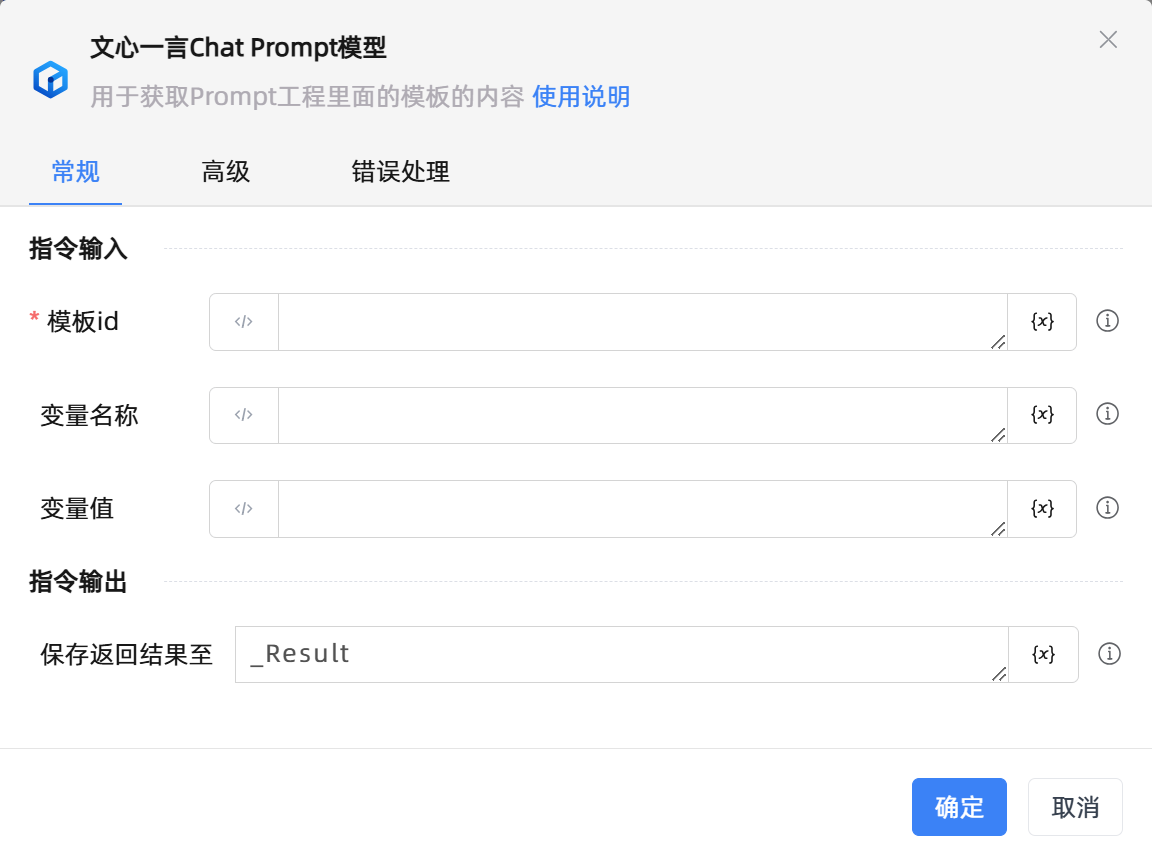 文心一言Chat Prompt模型
用于获取Prompt工程里面的模板的内容 使用说明
常规 高级 错误处理
指令输入
* 模板id </> {x}
变量名称 </> {x}
变量值 </> {x}
指令输出
保存返回结果至 _Result {x}
确定 取消